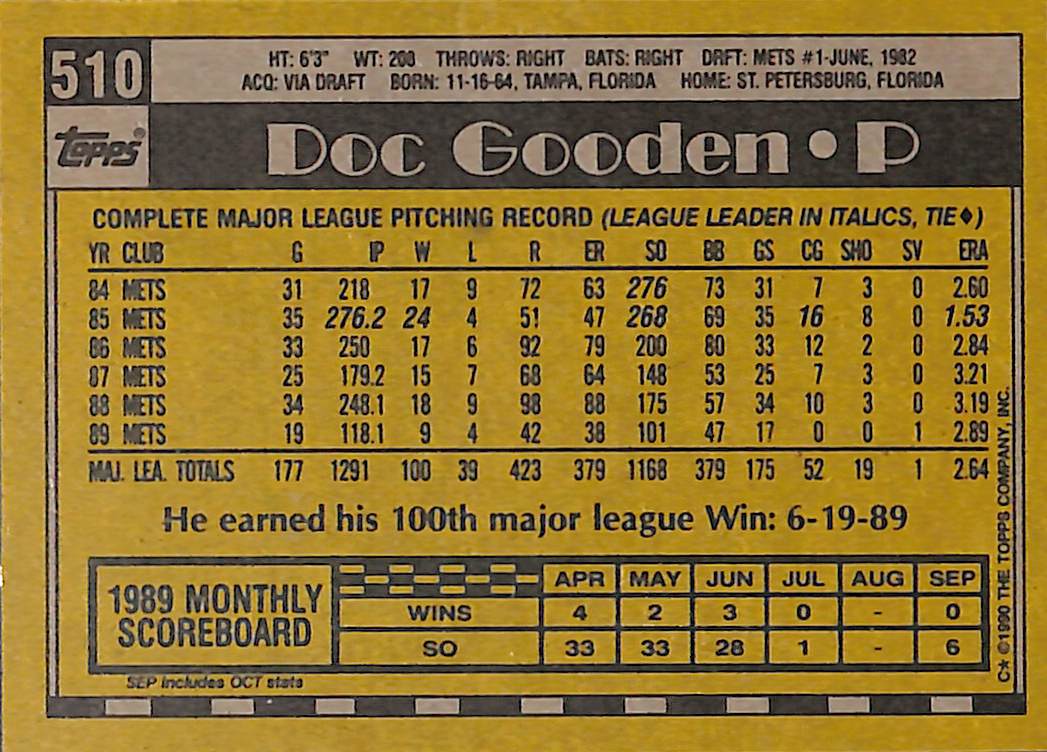 510
HT: 6'3" WT: 200 THROWS: RIGHT BATS: RIGHT DRFT: METS #1-JUNE, 1982
ACQ: VIA DRAFT BORN: 11-16-64, TAMPA, FLORIDA HOME: ST. PETERSBURG, FLORIDA
Topps®
Doc Gooden • P
COMPLETE MAJOR LEAGUE PITCHING RECORD (LEAGUE LEADER IN ITALICS, TIE♦)
YR CLUB G IP W L R ER SO BB GS CG SHO SV ERA
84 METS 31 218 17 9 72 63 276 73 31 7 3 0 2.60
85 METS 35 276.2 24 4 51 47 268 69 35 16 8 0 1.53
86 METS 33 250 17 6 92 79 200 80 33 12 2 0 2.84
87 METS 25 179.2 15 7 68 64 148 53 25 7 3 0 3.21
88 METS 34 248.1 18 9 98 88 175 57 34 10 3 0 3.19
89 METS 19 118.1 9 4 42 38 101 47 17 0 0 1 2.89
MAJ. LEA. TOTALS 177 1291 100 39 423 379 1168 379 175 52 19 1 2.64
He earned his 100th major league Win: 6-19-89
1989 MONTHLY
SCOREBOARD
APR MAY JUN JUL AUG SEP
WINS 4 2 3 0 - 0
SO 33 33 28 1 - 6
SEP includes OCT stats
C* ©1990 THE TOPPS COMPANY, INC.